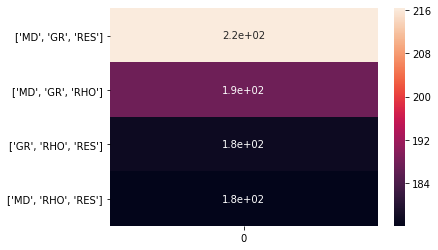 ['MD', 'GR', 'RES'] 2.2e+02
['MD', 'GR', 'RHO'] 1.9e+02
['GR', 'RHO', 'RES'] 1.8e+02
['MD', 'RHO', 'RES'] 1.8e+02
0
216
208
200
192
184